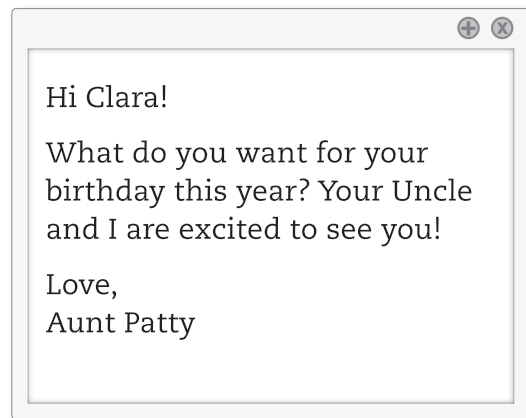 Hi Clara!
What do you want for your
birthday this year? Your Uncle
and I are excited to see you!
Love,
Aunt Patty